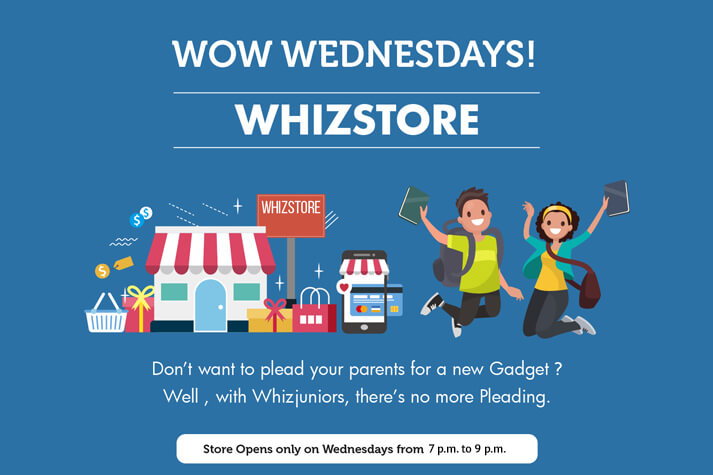 WOW WEDNESDAYS!
WHIZSTORE
WHIZSTORE
$ $
$
Don't want to plead your parents for a new Gadget ?
Well , with Whizjuniors, there's no more Pleading.
Store Opens only on Wednesdays from 7 p.m. to 9 p.m.